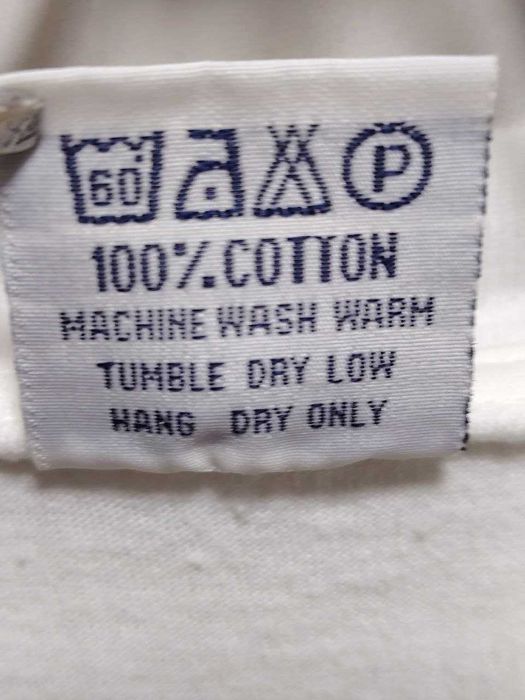 60° P
100% COTTON
MACHINE WASH WARM
TUMBLE DRY LOW
HANG DRY ONLY